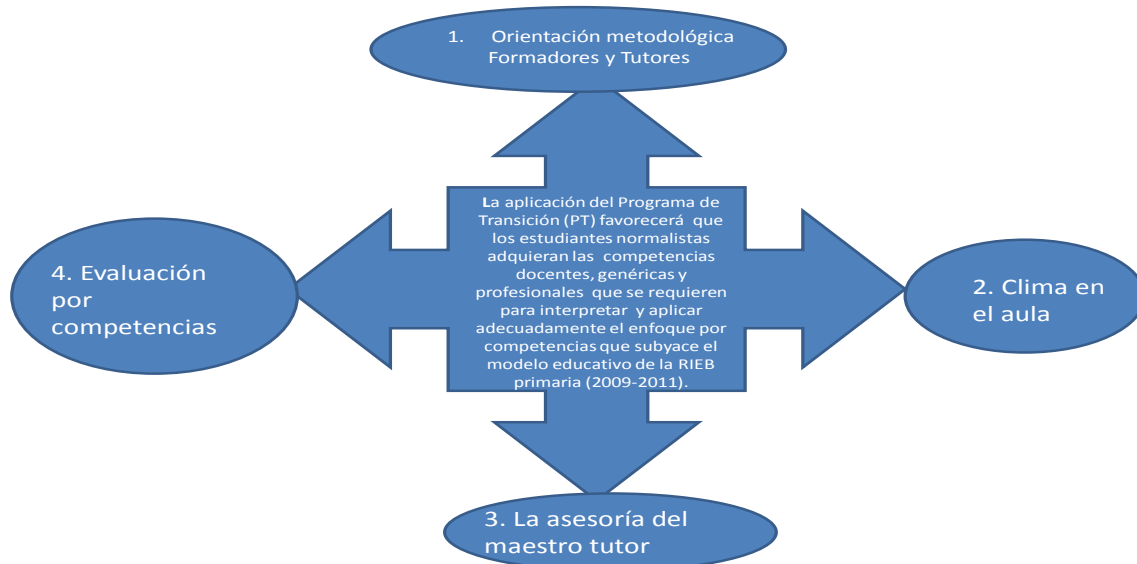 1. Orientación metodológica
Formadores y Tutores
La aplicación del Programa de
Transición (PT) favorecerá que
los estudiantes normalistas
adquieran las competencias
docentes, genéricas y
profesionales que se requieren
para interpretar y aplicar
adecuadamente el enfoque por
competencias que subyace el
modelo educativo de la RIEB
primaria (2009-2011).
4. Evaluación
por
competencias
2. Clima en
el aula
3. La asesoría del
maestro tutor